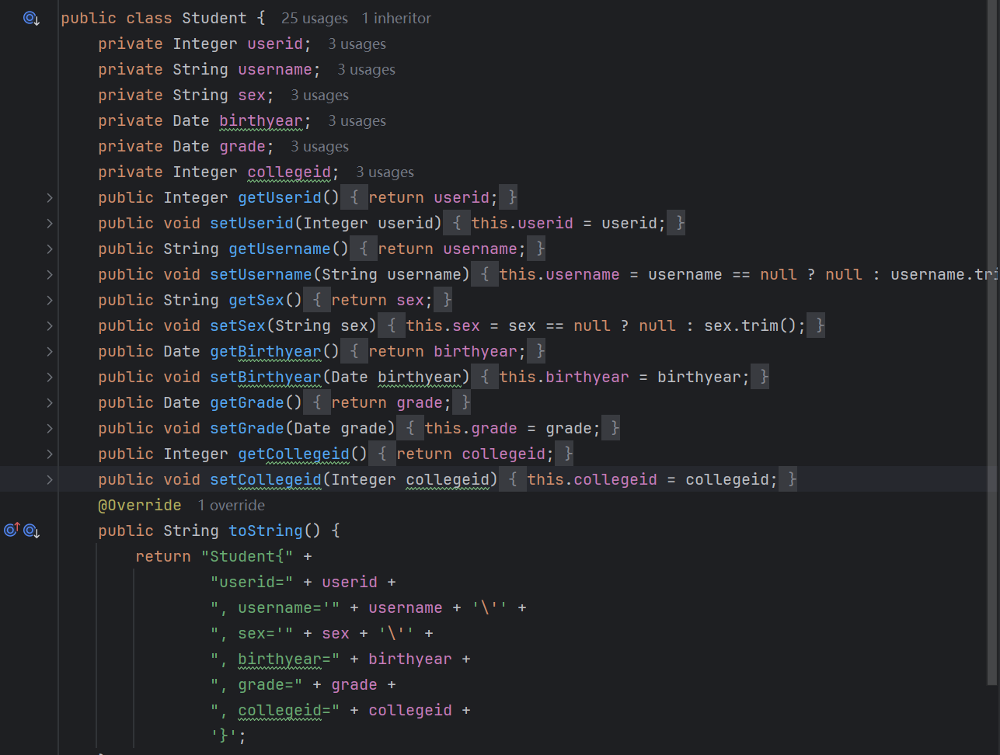 public class Student {  25 usages  1 inheritor
    private Integer userid;  3 usages
    private String username;  3 usages
    private String sex;  3 usages
    private Date birthyear;  3 usages
    private Date grade;  3 usages
    private Integer collegeid;  3 usages
    public Integer getUserid() { return userid; }
    public void setUserid(Integer userid) { this.userid = userid; }
    public String getUsername() { return username; }
    public void setUsername(String username) { this.username = username == null ? null : username.tri
    public String getSex() { return sex; }
    public void setSex(String sex) { this.sex = sex == null ? null : sex.trim(); }
    public Date getBirthyear() { return birthyear; }
    public void setBirthyear(Date birthyear) { this.birthyear = birthyear; }
    public Date getGrade() { return grade; }
    public void setGrade(Date grade) { this.grade = grade; }
    public Integer getCollegeid() { return collegeid; }
    public void setCollegeid(Integer collegeid) { this.collegeid = collegeid; }
    @Override  1 override
    public String toString() {
        return "Student{" +
                "userid=" + userid +
                ", username='" + username + '\'' +
                ", sex='" + sex + '\'' +
                ", birthyear=" + birthyear +
                ", grade=" + grade +
                ", collegeid=" + collegeid +
                '}';